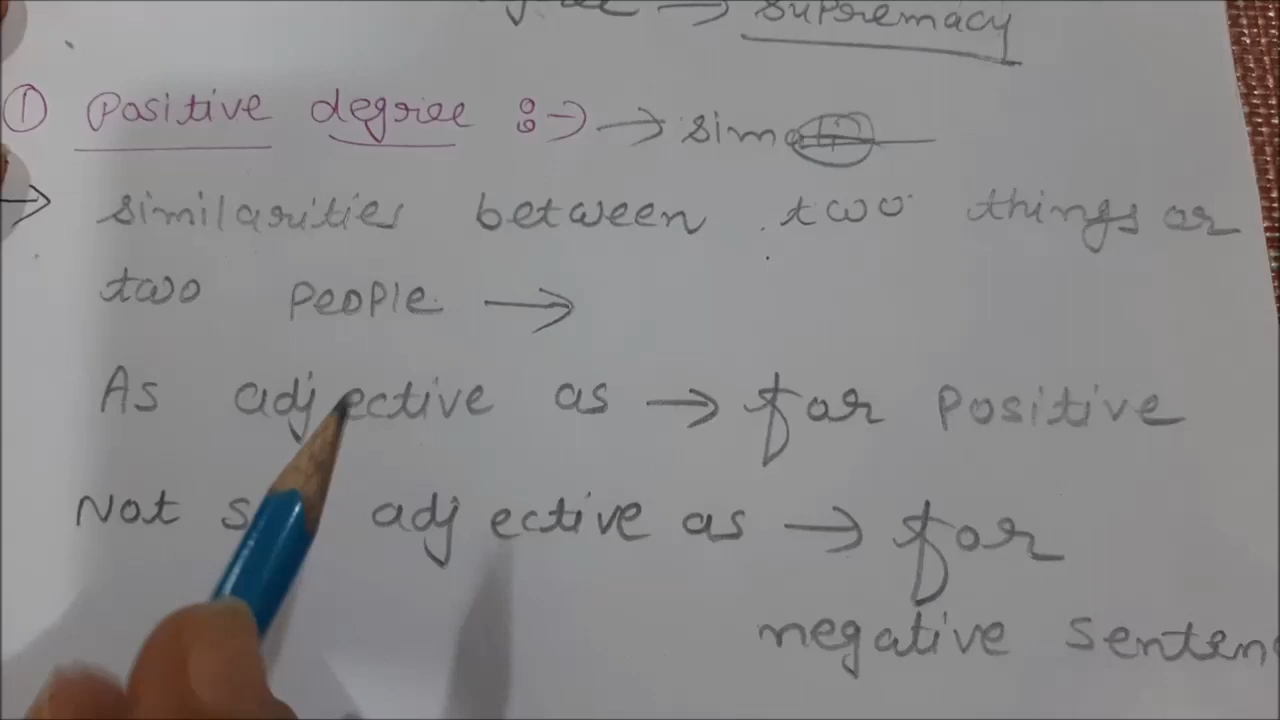 → supremacy
① Positive degree :-) → sim
→ similarities between two things or
two people →
As adjective as → for positive
Not adjective as → for
negative senten